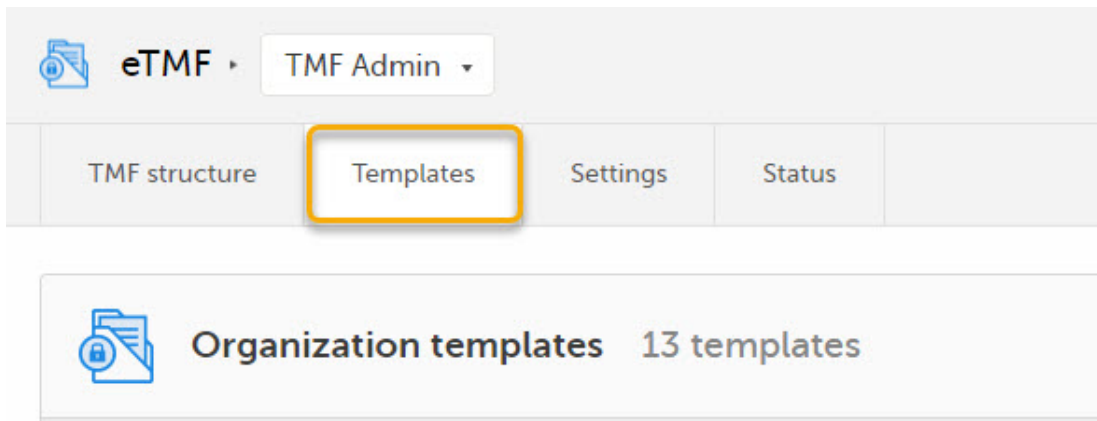 eTMF ▸ TMF Admin ▾
TMF structure Templates Settings Status
Organization templates 13 templates